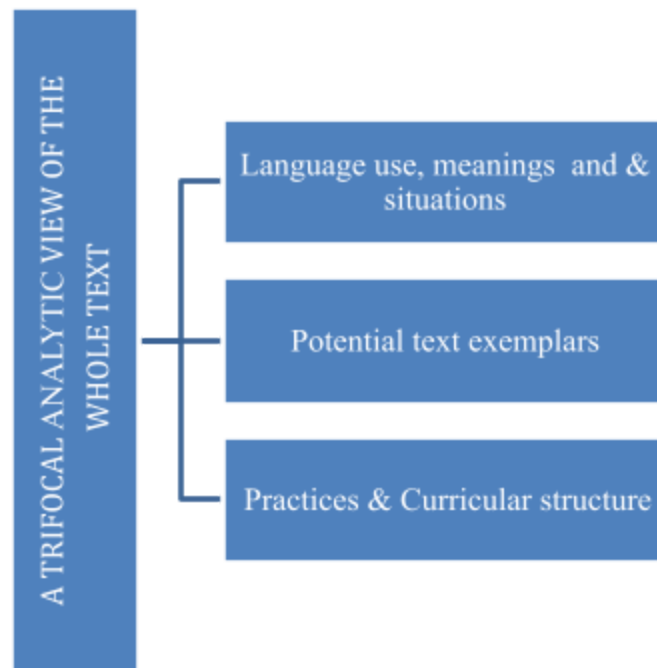 A TRIFOCAL ANALYTIC VIEW OF THE
WHOLE TEXT
Language use, meanings and &
situations
Potential text exemplars
Practices & Curricular structure